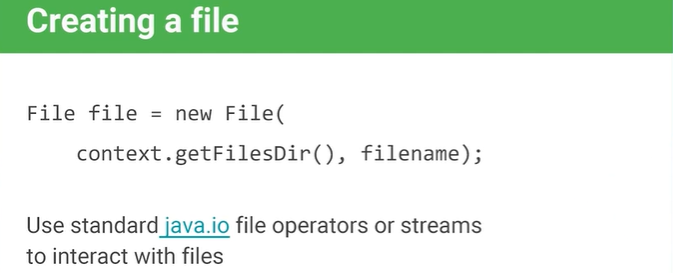 Creating a file
File file = new File(
context.getFilesDir(), filename);
Use standard java.io file operators or streams
to interact with files